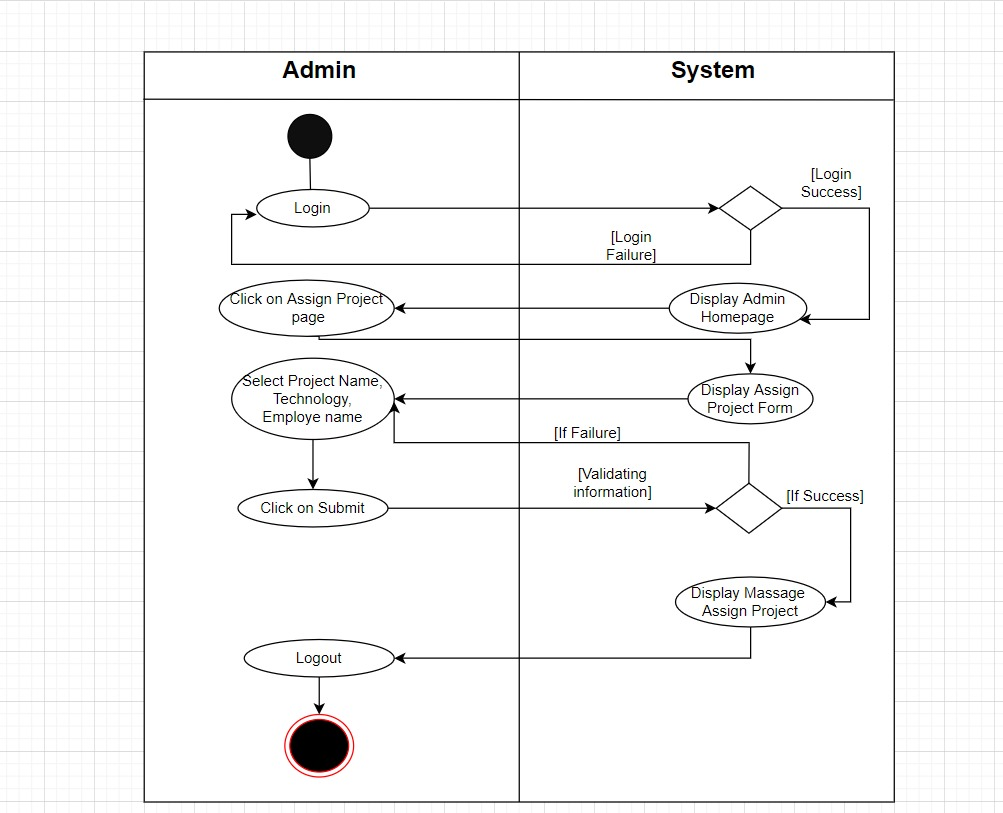 Admin
System
Login
[Login
Success]
[Login
Failure]
Click on Assign Project
page
Display Admin
Homepage
Select Project Name,
Technology,
Employe name
Display Assign
Project Form
[If Failure]
[Validating
information]
[If Success]
Click on Submit
Display Massage
Assign Project
Logout